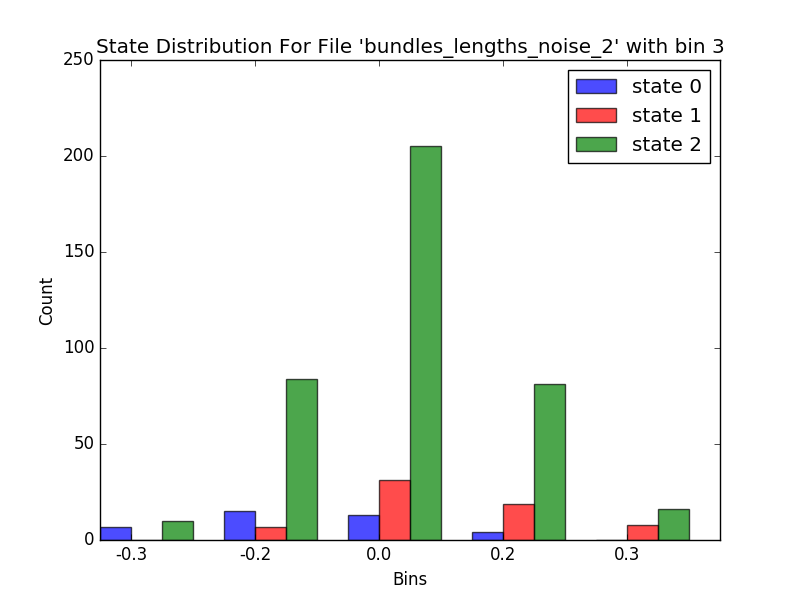 State Distribution For File 'bundles_lengths_noise_2' with bin 3
250
200
150
100
50
0
Count
state 0
state 1
state 2
-0.3 -0.2 0.0 0.2 0.3
Bins